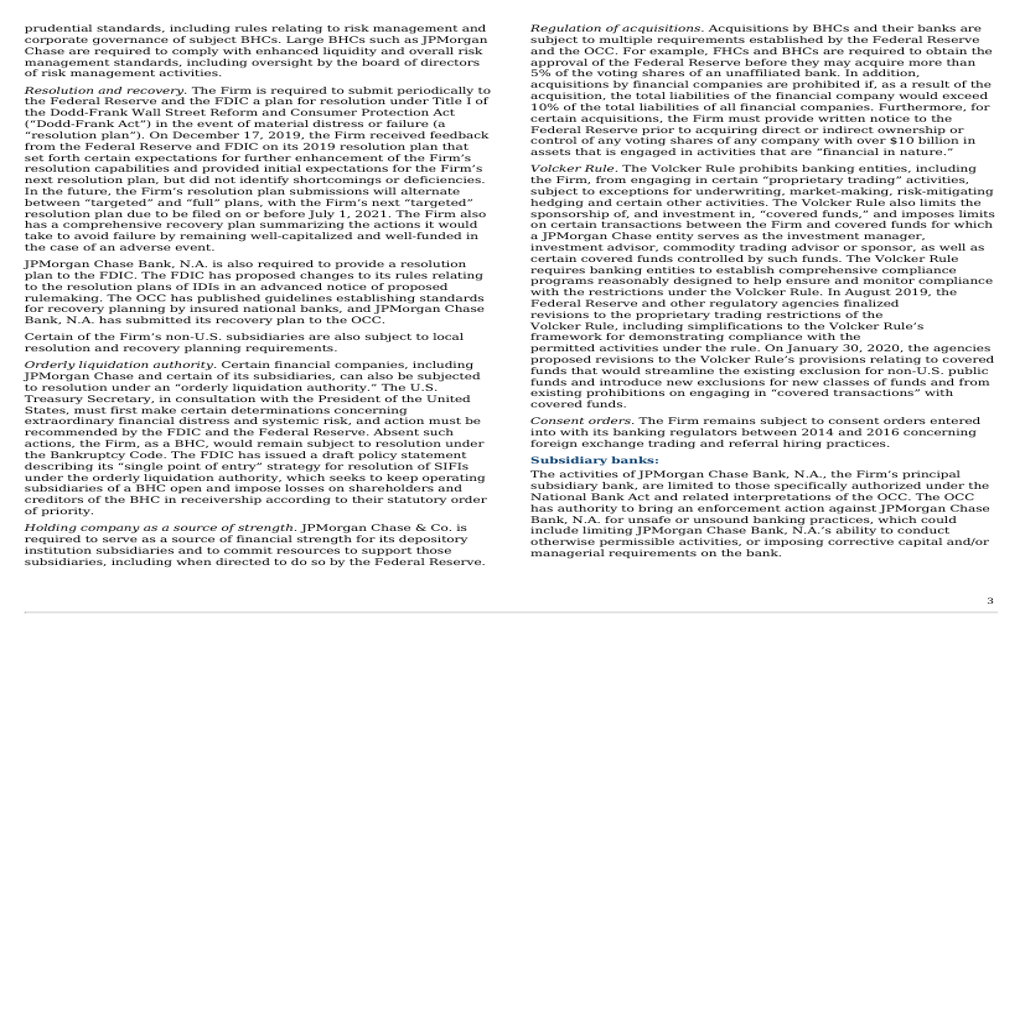 prudential standards, including rules relating to risk management and
corporate governance of subject BHCs. Large BHCs such as JPMorgan
Chase are required to comply with enhanced liquidity and overall risk
management standards, including oversight by the board of directors
of risk management activities.
Resolution and recovery. The Firm is required to submit periodically to
the Federal Reserve and the FDIC a plan for resolution under Title I of
the Dodd-Frank Wall Street Reform and Consumer Protection Act
(“Dodd-Frank Act”) in the event of material distress or failure (a
“resolution plan”). On December 17, 2019, the Firm received feedback
from the Federal Reserve and FDIC on its 2019 resolution plan that
set forth certain expectations for further enhancement of the Firm’s
resolution capabilities and provided initial expectations for the Firm’s
next resolution plan, but did not identify shortcomings or deficiencies.
In the future, the Firm’s resolution plan submissions will alternate
between “targeted” and “full” plans, with the Firm’s next “targeted”
resolution plan due to be filed on or before July 1, 2021. The Firm also
has a comprehensive recovery plan summarizing the actions it would
take to avoid failure by remaining well-capitalized and well-funded in
the case of an adverse event.
JPMorgan Chase Bank, N.A. is also required to provide a resolution
plan to the FDIC. The FDIC has proposed changes to its rules relating
to the resolution plans of IDIs in an advanced notice of proposed
rulemaking. The OCC has published guidelines establishing standards
for recovery planning by insured national banks, and JPMorgan Chase
Bank, N.A. has submitted its recovery plan to the OCC.
Certain of the Firm’s non-U.S. subsidiaries are also subject to local
resolution and recovery planning requirements.
Orderly liquidation authority. Certain financial companies, including
JPMorgan Chase and certain of its subsidiaries, can also be subjected
to resolution under an “orderly liquidation authority.” The U.S.
Treasury Secretary, in consultation with the President of the United
States, must first make certain determinations concerning
extraordinary financial distress and systemic risk, and action must be
recommended by the FDIC and the Federal Reserve. Absent such
actions, the Firm, as a BHC, would remain subject to resolution under
the Bankruptcy Code. The FDIC has issued a draft policy statement
describing its “single point of entry” strategy for resolution of SIFIs
under the orderly liquidation authority, which seeks to keep operating
subsidiaries of a BHC open and impose losses on shareholders and
creditors of the BHC in receivership according to their statutory order
of priority.
Holding company as a source of strength. JPMorgan Chase & Co. is
required to serve as a source of financial strength for its depository
institution subsidiaries and to commit resources to support those
subsidiaries, including when directed to do so by the Federal Reserve.
Regulation of acquisitions. Acquisitions by BHCs and their banks are
subject to multiple requirements established by the Federal Reserve
and the OCC. For example, FHCs and BHCs are required to obtain the
approval of the Federal Reserve before they may acquire more than
5% of the voting shares of an unaffiliated bank. In addition,
acquisitions by financial companies are prohibited if, as a result of the
acquisition, the total liabilities of the financial company would exceed
10% of the total liabilities of all financial companies. Furthermore, for
certain acquisitions, the Firm must provide written notice to the
Federal Reserve prior to acquiring direct or indirect ownership or
control of any voting shares of any company with over $10 billion in
assets that is engaged in activities that are “financial in nature.”
Volcker Rule. The Volcker Rule prohibits banking entities, including
the Firm, from engaging in certain “proprietary trading” activities,
subject to exceptions for underwriting, market-making, risk-mitigating
hedging and certain other activities. The Volcker Rule also limits the
sponsorship of, and investment in, “covered funds,” and imposes limits
on certain transactions between the Firm and covered funds for which
a JPMorgan Chase entity serves as the investment manager,
investment advisor, commodity trading advisor or sponsor, as well as
certain covered funds controlled by such funds. The Volcker Rule
requires banking entities to establish comprehensive compliance
programs reasonably designed to help ensure and monitor compliance
with the restrictions under the Volcker Rule. In August 2019, the
Federal Reserve and other regulatory agencies finalized
revisions to the proprietary trading restrictions of the
Volcker Rule, including simplifications to the Volcker Rule’s
framework for demonstrating compliance with the
permitted activities under the rule. On January 30, 2020, the agencies
proposed revisions to the Volcker Rule’s provisions relating to covered
funds that would streamline the existing exclusion for non-U.S. public
funds and introduce new exclusions for new classes of funds and from
existing prohibitions on engaging in “covered transactions” with
covered funds.
Consent orders. The Firm remains subject to consent orders entered
into with its banking regulators between 2014 and 2016 concerning
foreign exchange trading and referral hiring practices.
Subsidiary banks:
The activities of JPMorgan Chase Bank, N.A., the Firm’s principal
subsidiary bank, are limited to those specifically authorized under the
National Bank Act and related interpretations of the OCC. The OCC
has authority to bring an enforcement action against JPMorgan Chase
Bank, N.A. for unsafe or unsound banking practices, which could
include limiting JPMorgan Chase Bank, N.A.’s ability to conduct
otherwise permissible activities, or imposing corrective capital and/or
managerial requirements on the bank.
3